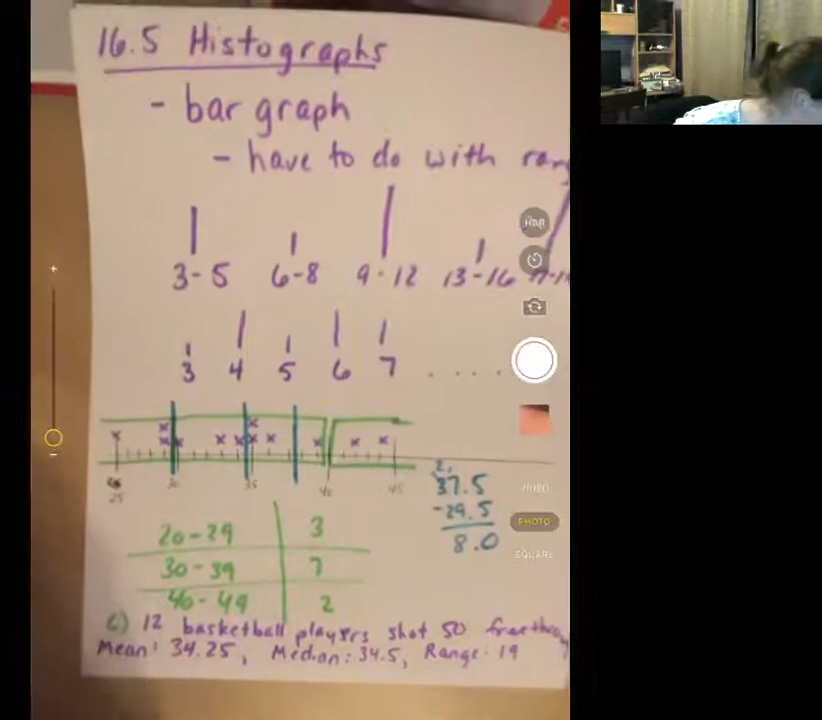 16.5 Histographs
- bar graph
- have to do with
3-5 6-8 9-12 13-16
3 4 5 6 7 . . . .
25 30 35 40 45
37.5
-29.5
8.0
20-29 3
30-39 7
40-49 2
c) 12 basketball players shot 50
Mean: 34.25, Median: 34.5, Range: 19
HDR
VIDEO
PHOTO
SQUARE